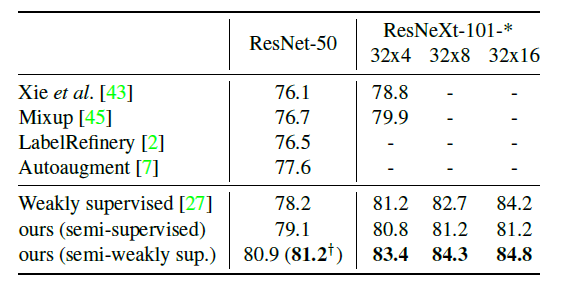 ResNet-50 ResNeXt-101-*
32x4 32x8 32x16
Xie et al. [43] 76.1 78.8 - -
Mixup [45] 76.7 79.9 - -
LabelRefinery [2] 76.5 - - -
Autoaugment [7] 77.6 - - -
Weakly supervised [27] 78.2 81.2 82.7 84.2
ours (semi-supervised) 79.1 80.8 81.2 81.2
ours (semi-weakly sup.) 80.9 (81.2†) 83.4 84.3 84.8